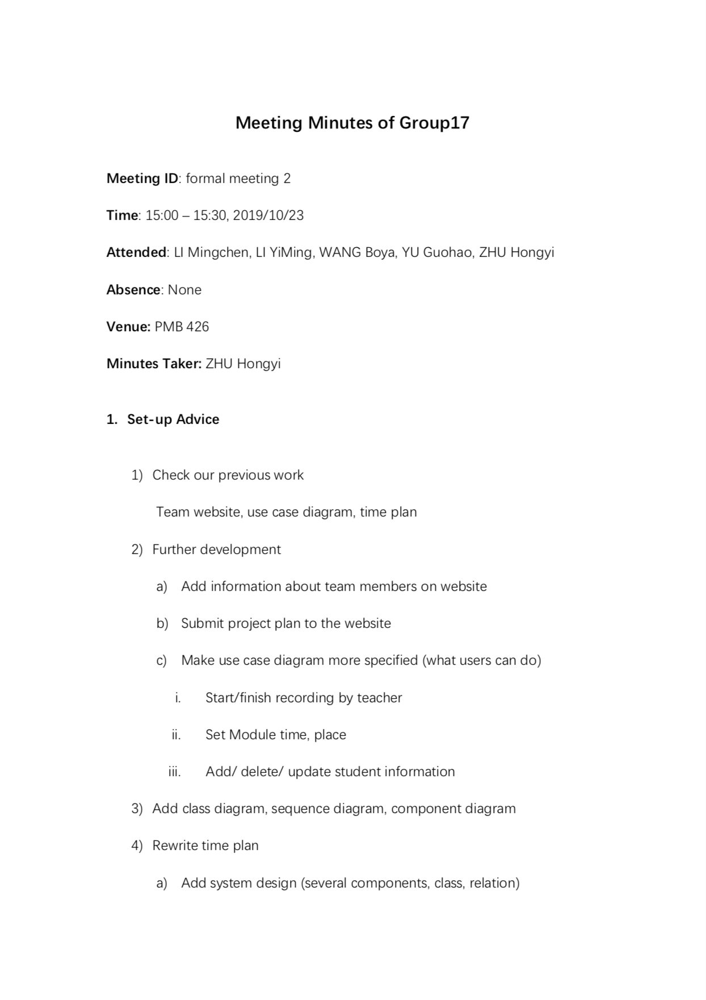 Meeting Minutes of Group17
Meeting ID: formal meeting 2
Time: 15:00 – 15:30, 2019/10/23
Attended: LI Mingchen, LI YiMing, WANG Boya, YU Guohao, ZHU Hongyi
Absence: None
Venue: PMB 426
Minutes Taker: ZHU Hongyi
1. Set-up Advice
1) Check our previous work
Team website, use case diagram, time plan
2) Further development
a) Add information about team members on website
b) Submit project plan to the website
c) Make use case diagram more specified (what users can do)
i. Start/finish recording by teacher
ii. Set Module time, place
iii. Add/ delete/ update student information
3) Add class diagram, sequence diagram, component diagram
4) Rewrite time plan
a) Add system design (several components, class, relation)